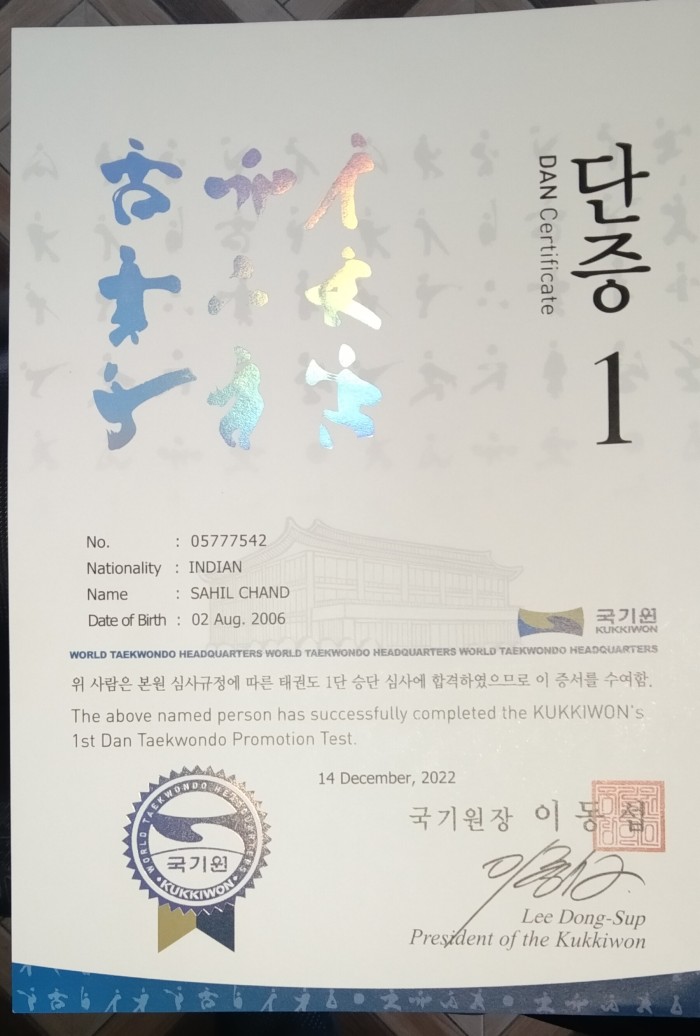 단증
DAN Certificate
1
No. : 05777542
Nationality : INDIAN
Name : SAHIL CHAND
Date of Birth : 02 Aug. 2006
국기원
KUKKIWON
WORLD TAEKWONDO HEADQUARTERS WORLD TAEKWONDO HEADQUARTERS WORLD TAEKWONDO HEADQUARTERS
위 사람은 본원 심사규정에 따른 태권도 1단 승단 심사에 합격하였으므로 이 증서를 수여함.
The above named person has successfully completed the KUKKIWON's
1st Dan Taekwondo Promotion Test.
14 December, 2022
국기원장 이동섭
WORLD TAEKWONDO HEADQUARTERS
국기원
KUKKIWON
Lee Dong-Sup
President of the Kukkiwon